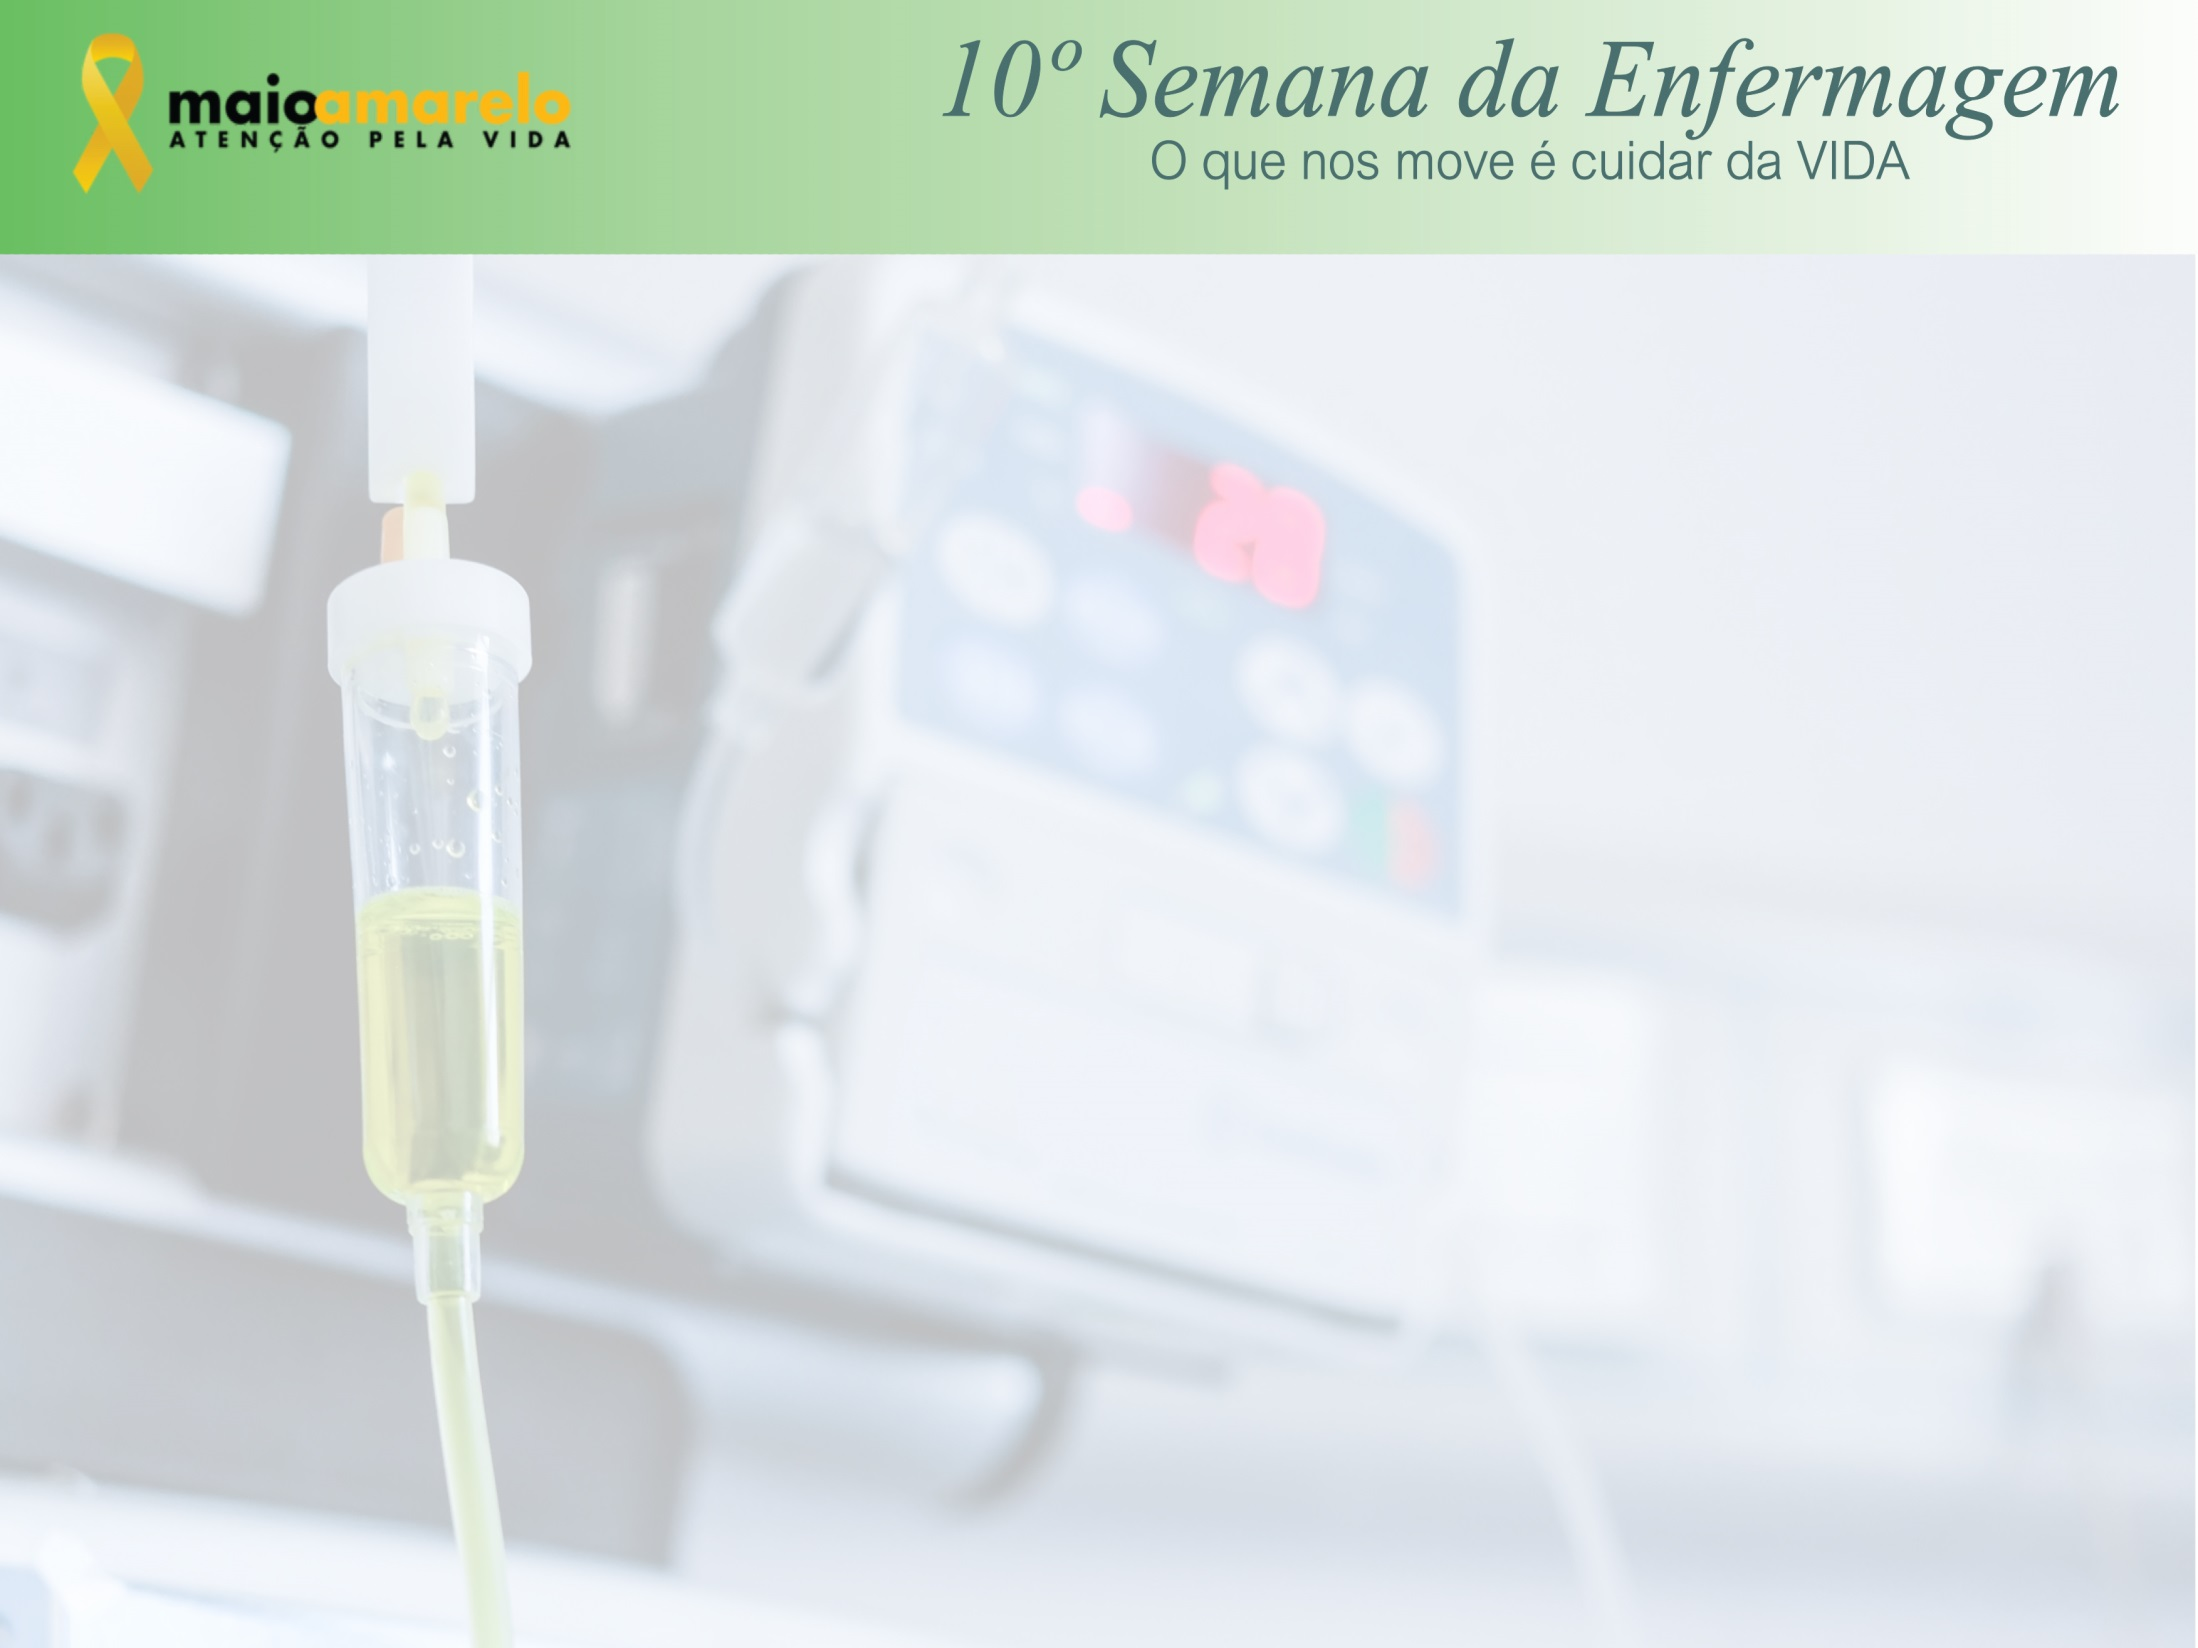 maioamarelo
ATENÇÃO PELA VIDA
10º Semana da Enfermagem
O que nos move é cuidar da VIDA